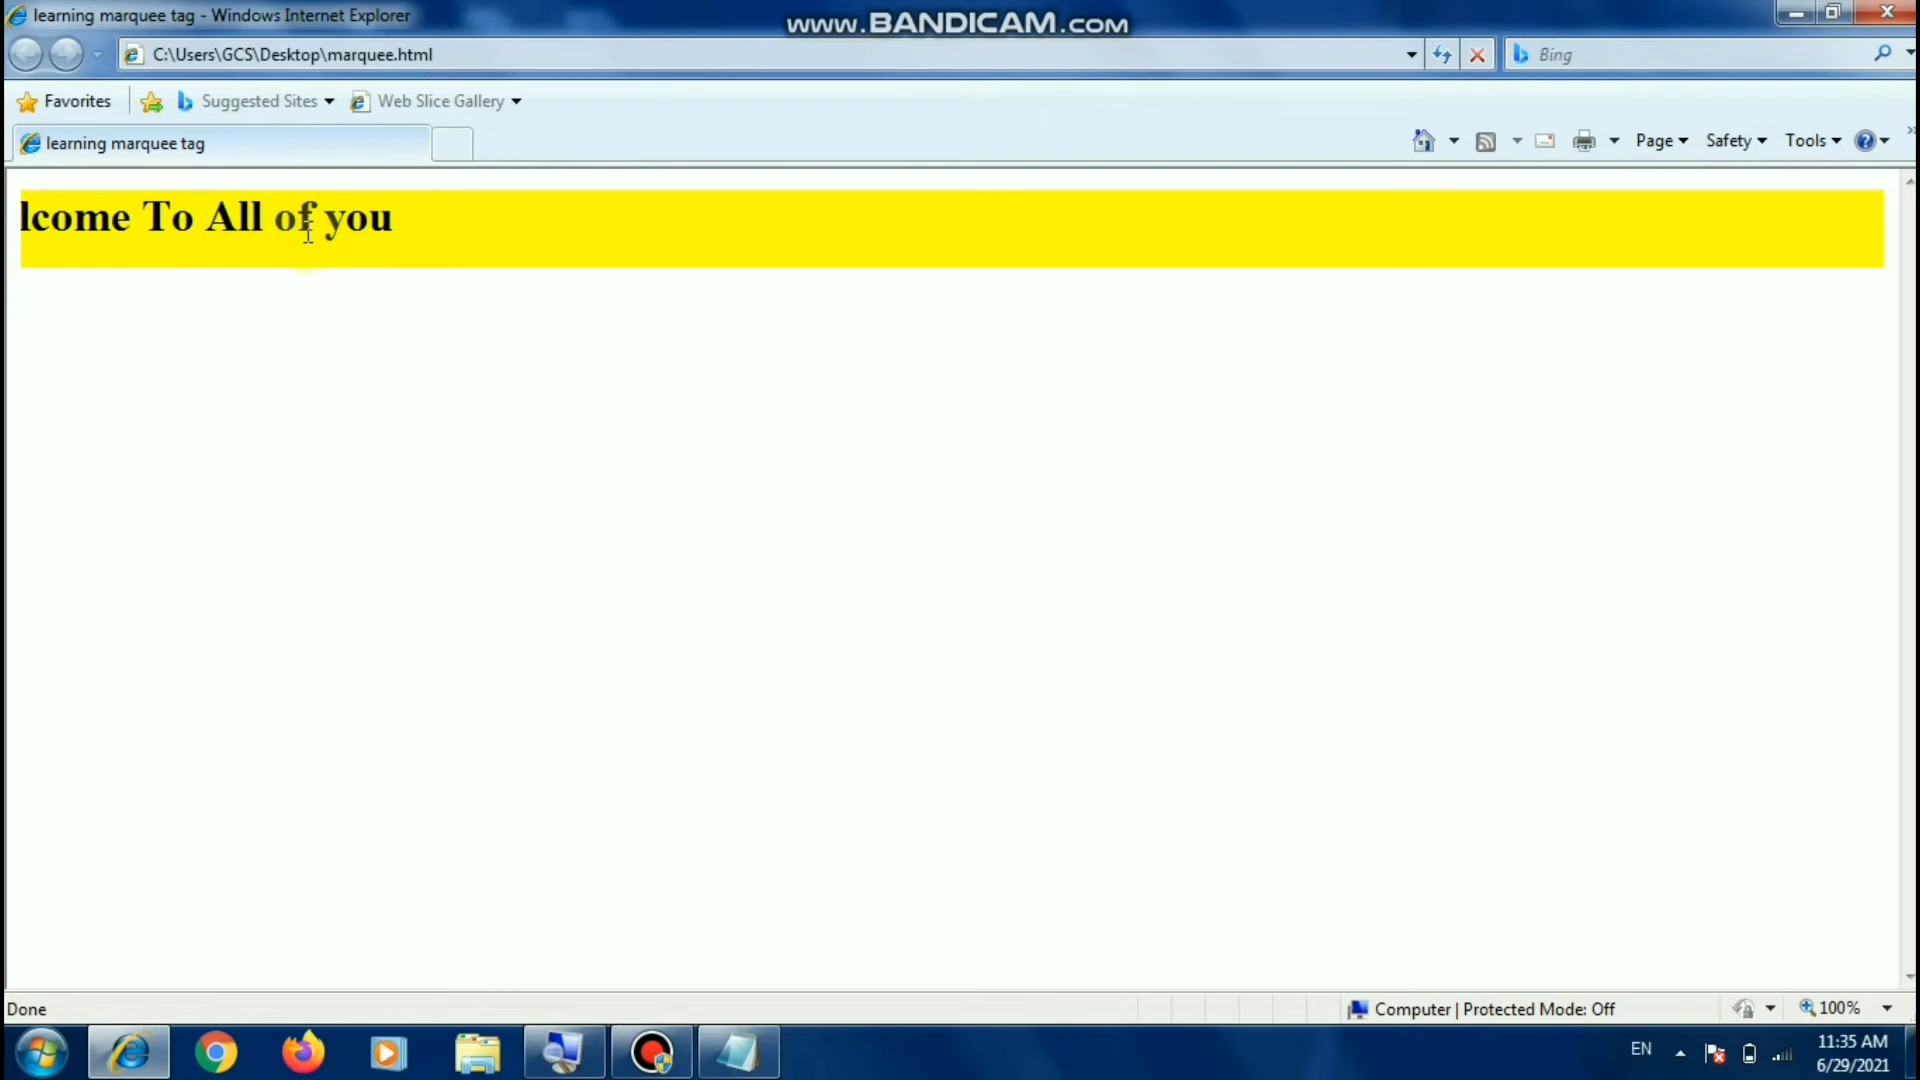 learning marquee tag - Windows Internet Explorer
www.BANDICAM.com
C:\Users\GCS\Desktop\marquee.html
Bing
Favorites
Suggested Sites
Web Slice Gallery
learning marquee tag
Page
Safety
Tools
lcome To All of you
Done
Computer | Protected Mode: Off
100%
EN
11:35 AM
6/29/2021